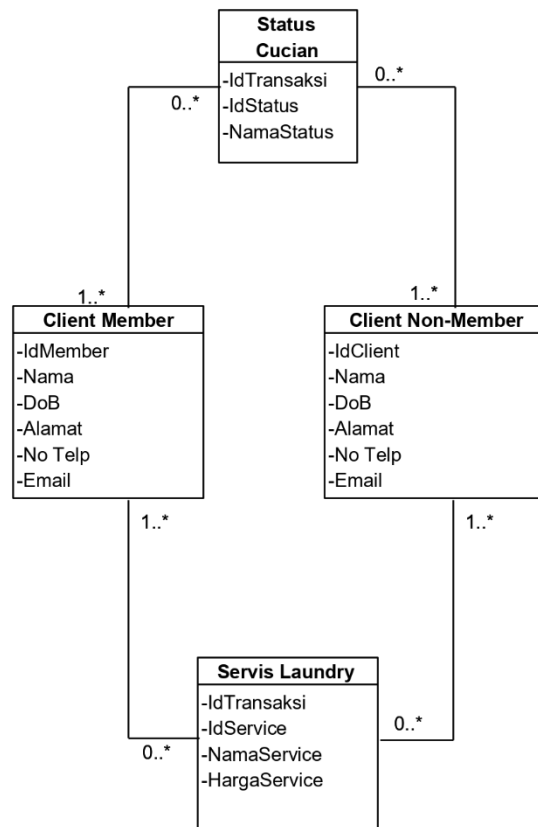 Status
Cucian
-IdTransaksi
-IdStatus
-NamaStatus
0..*
0..*
1..*
1..*
Client Member
-IdMember
-Nama
-DoB
-Alamat
-No Telp
-Email
Client Non-Member
-IdClient
-Nama
-DoB
-Alamat
-No Telp
-Email
1..*
1..*
Servis Laundry
-IdTransaksi
-IdService
-NamaService
-HargaService
0..*
0..*